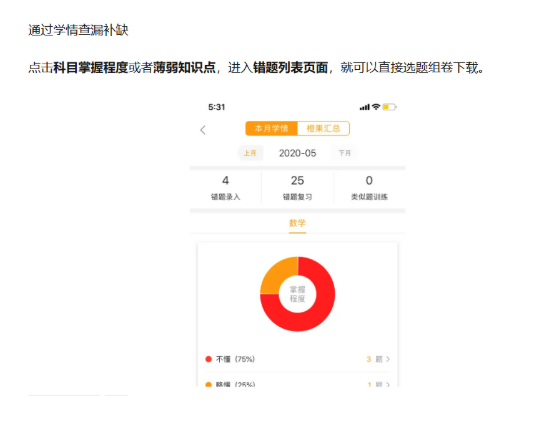 通过学情查漏补缺
点击科目掌握程度或者薄弱知识点，进入错题列表页面，就可以直接选题组卷下载。
5:31
本月学情 橙果汇总
上月 2020-05 下月
4 25 0
错题录入 错题复习 类似题训练
数学
掌握
程度
不懂（75%） 3 题
略懂（25%） 1 题